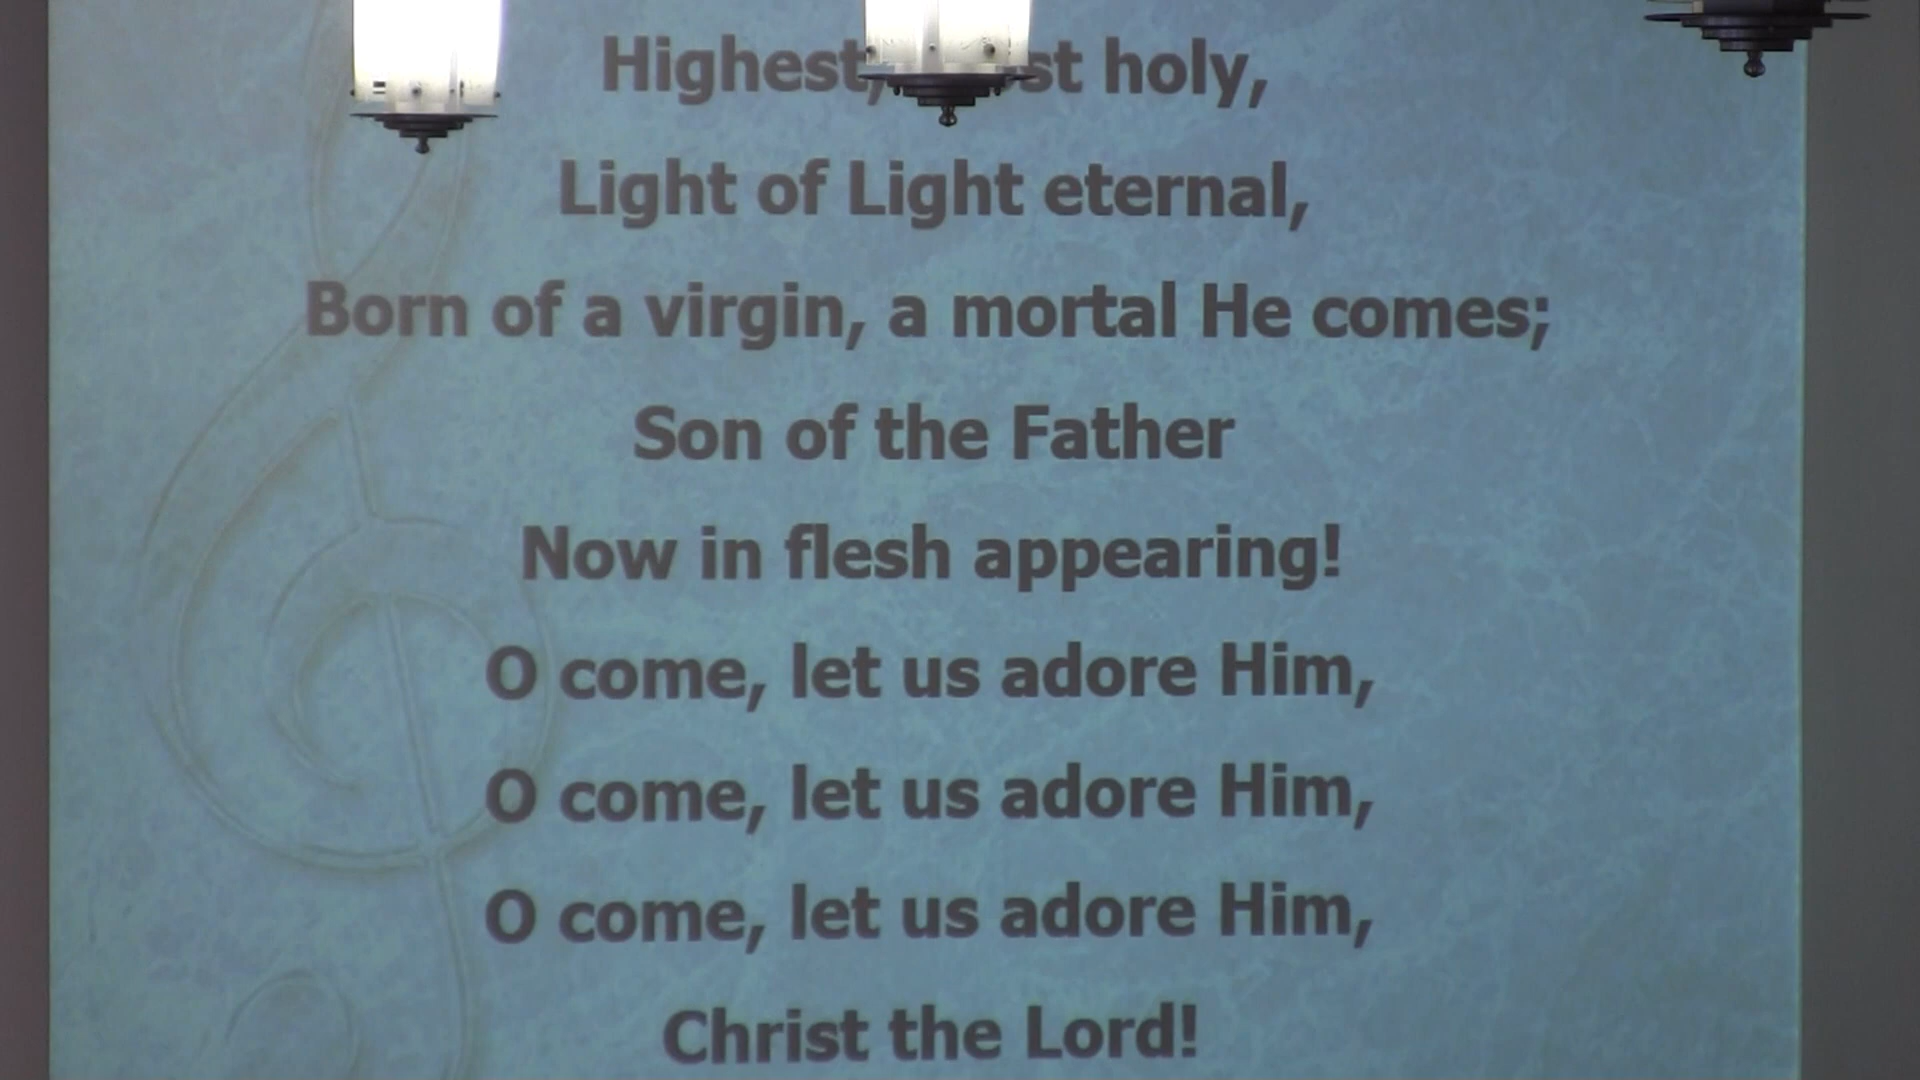 Highest, holy,
Light of Light eternal,
Born of a virgin, a mortal He comes;
Son of the Father
Now in flesh appearing!
O come, let us adore Him,
O come, let us adore Him,
O come, let us adore Him,
Christ the Lord!